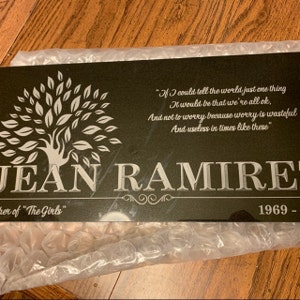 "If I could tell the world just one thing
It would be that we're all ok,
And not to worry because worry is wasteful
And useless in times like these"
JEAN RAMIRE
her of "The Girls"
1969 -